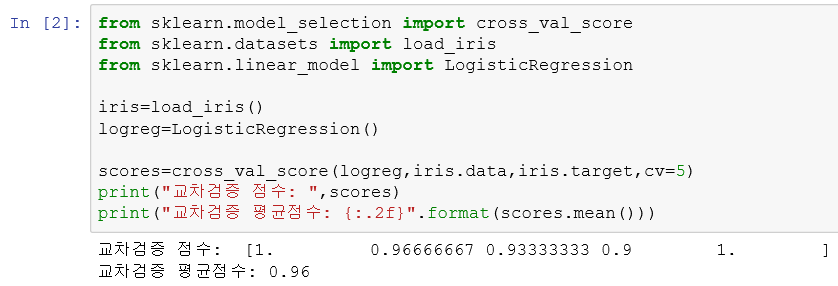 In [2]: from sklearn.model_selection import cross_val_score
from sklearn.datasets import load_iris
from sklearn.linear_model import LogisticRegression
iris=load_iris()
logreg=LogisticRegression()
scores=cross_val_score(logreg,iris.data,iris.target,cv=5)
print("교차검증 점수: ",scores)
print("교차검증 평균점수: {:.2f}".format(scores.mean()))
교차검증 점수:  [1.         0.96666667 0.93333333 0.9        1.        ]
교차검증 평균점수: 0.96